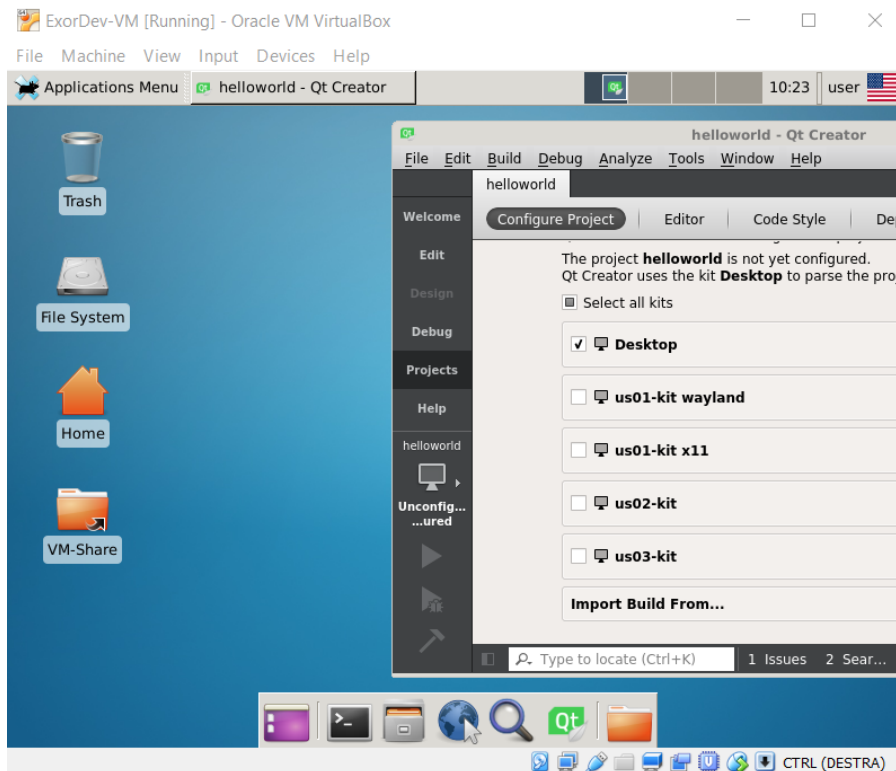 ExorDev-VM [Running] - Oracle VM VirtualBox
File Machine View Input Devices Help
Applications Menu helloworld - Qt Creator 10:23 user
helloworld - Qt Creator
File Edit Build Debug Analyze Tools Window Help
helloworld
Configure Project Editor Code Style De
The project helloworld is not yet configured.
Qt Creator uses the kit Desktop to parse the pro
Select all kits
Desktop
us01-kit wayland
us01-kit x11
us02-kit
us03-kit
Import Build From...
Welcome
Edit
Design
Debug
Projects
Help
helloworld
Unconfig...
...ured
Type to locate (Ctrl+K) 1 Issues 2 Sear...
Trash
File System
Home
VM-Share
Qt
CTRL (DESTRA)